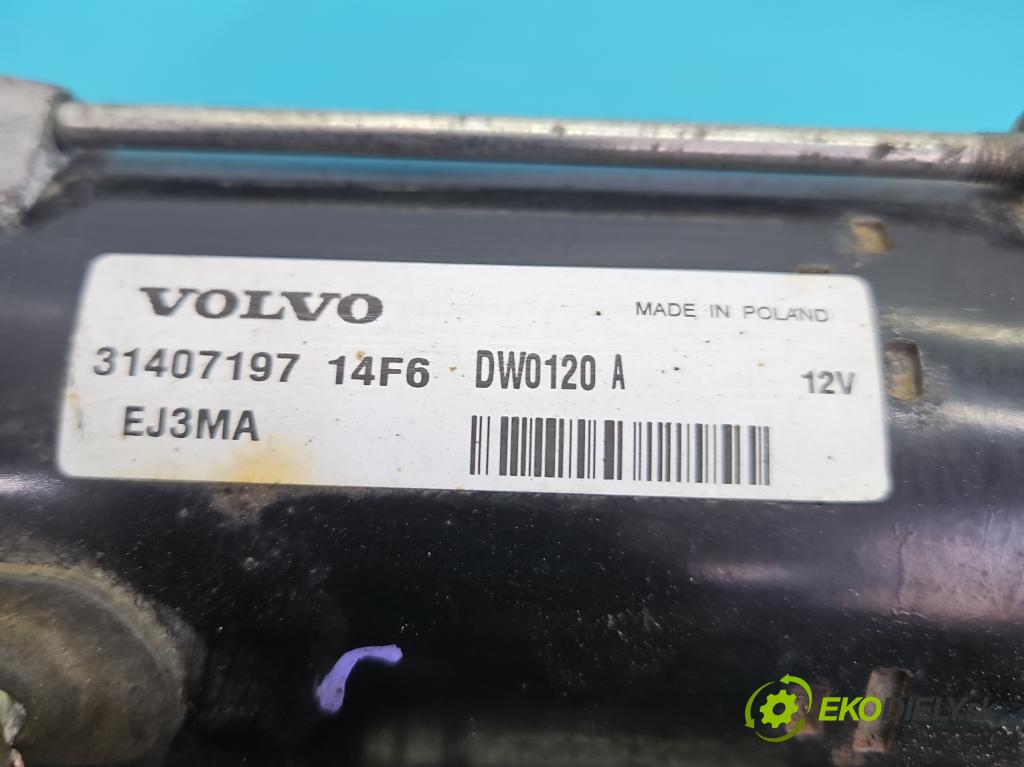 VOLVO MADE IN POLAND
31407197 14F6 DW0120 A 12V
EJ3MA
EKODIELY.sk